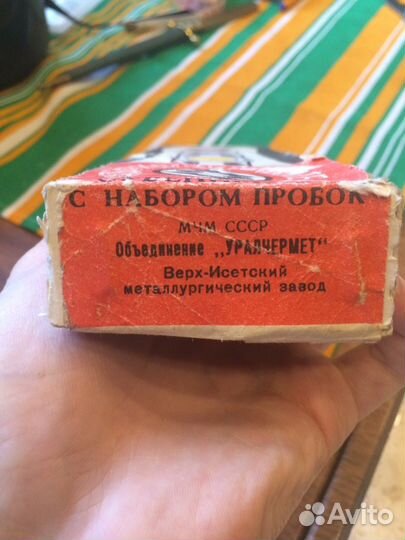 С НАБОРОМ ПРОБОК
МЧМ СССР
Объединение „УРАЛЧЕРМЕТ"
Верх-Исетский
металлургический завод
Avito